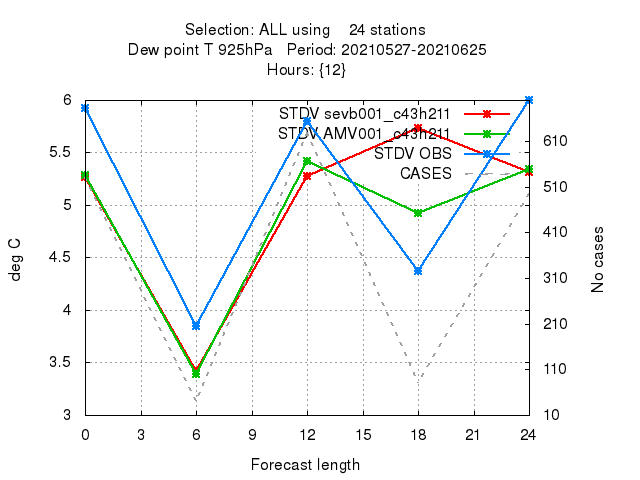 Selection: ALL using    24 stations
Dew point T 925hPa   Period: 20210527-20210625
Hours: {12}
STDV sevb001_c43h211
STDV AMV001_c43h211
STDV OBS
CASES
6
5.5
5
4.5
4
3.5
3
610
510
410
310
210
110
10
deg C
No cases
0 3 6 9 12 15 18 21 24
Forecast length